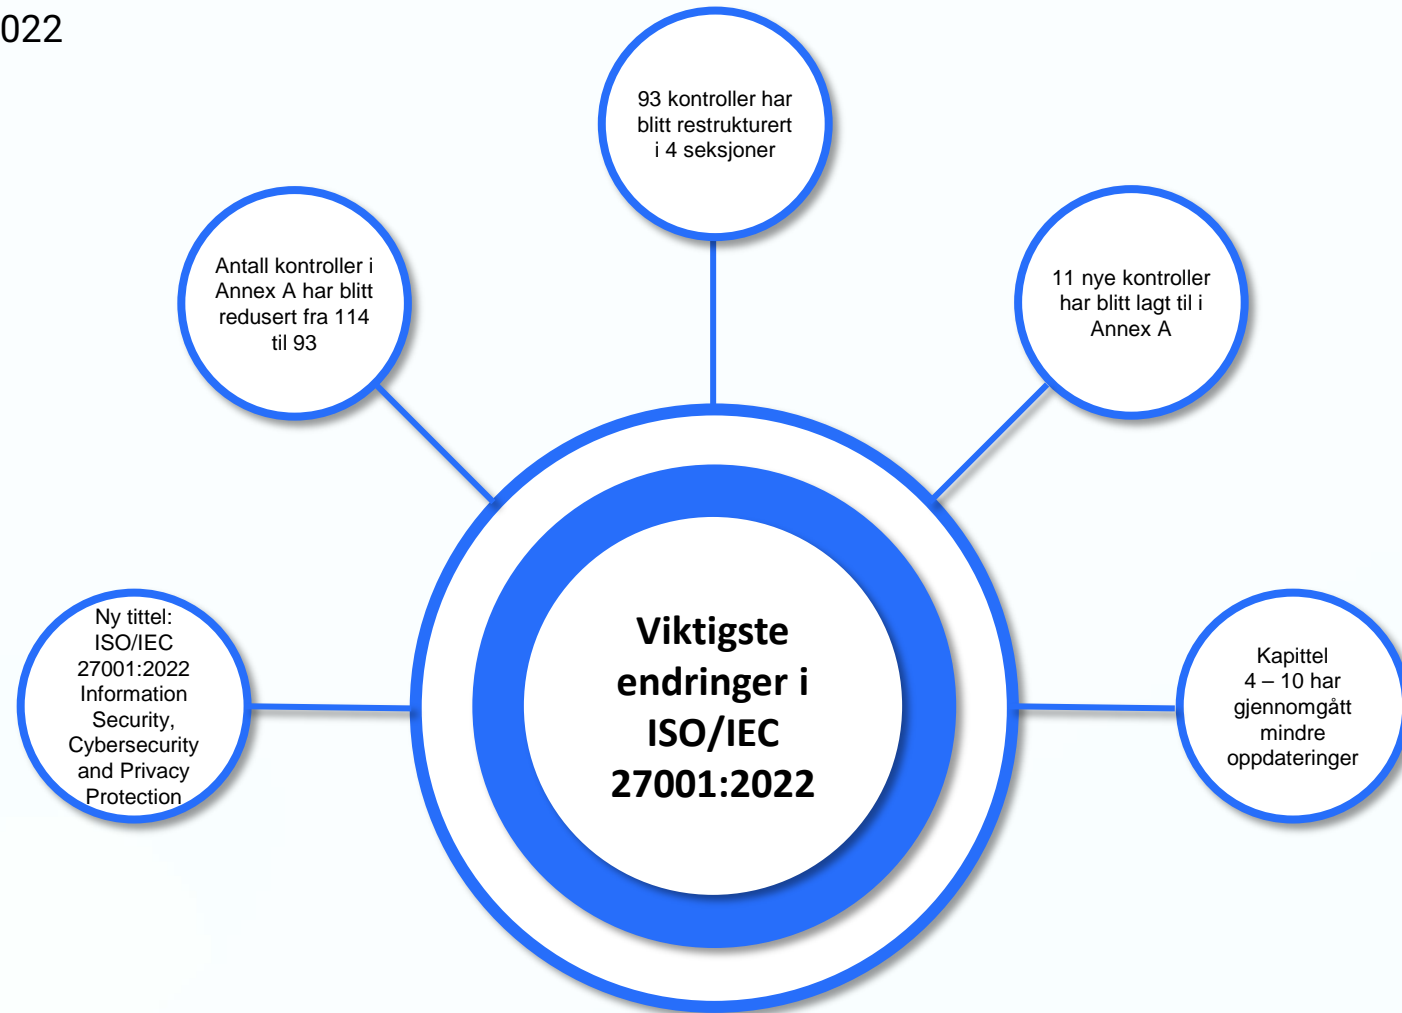 022
93 kontroller har
blitt restrukturert
i 4 seksjoner
Antall kontroller i
Annex A har blitt
redusert fra 114
til 93
11 nye kontroller
har blitt lagt til i
Annex A
Ny tittel:
ISO/IEC
27001:2022
Information
Security,
Cybersecurity
and Privacy
Protection
Viktigste
endringer i
ISO/IEC
27001:2022
Kapittel
4 – 10 har
gjennomgått
mindre
oppdateringer